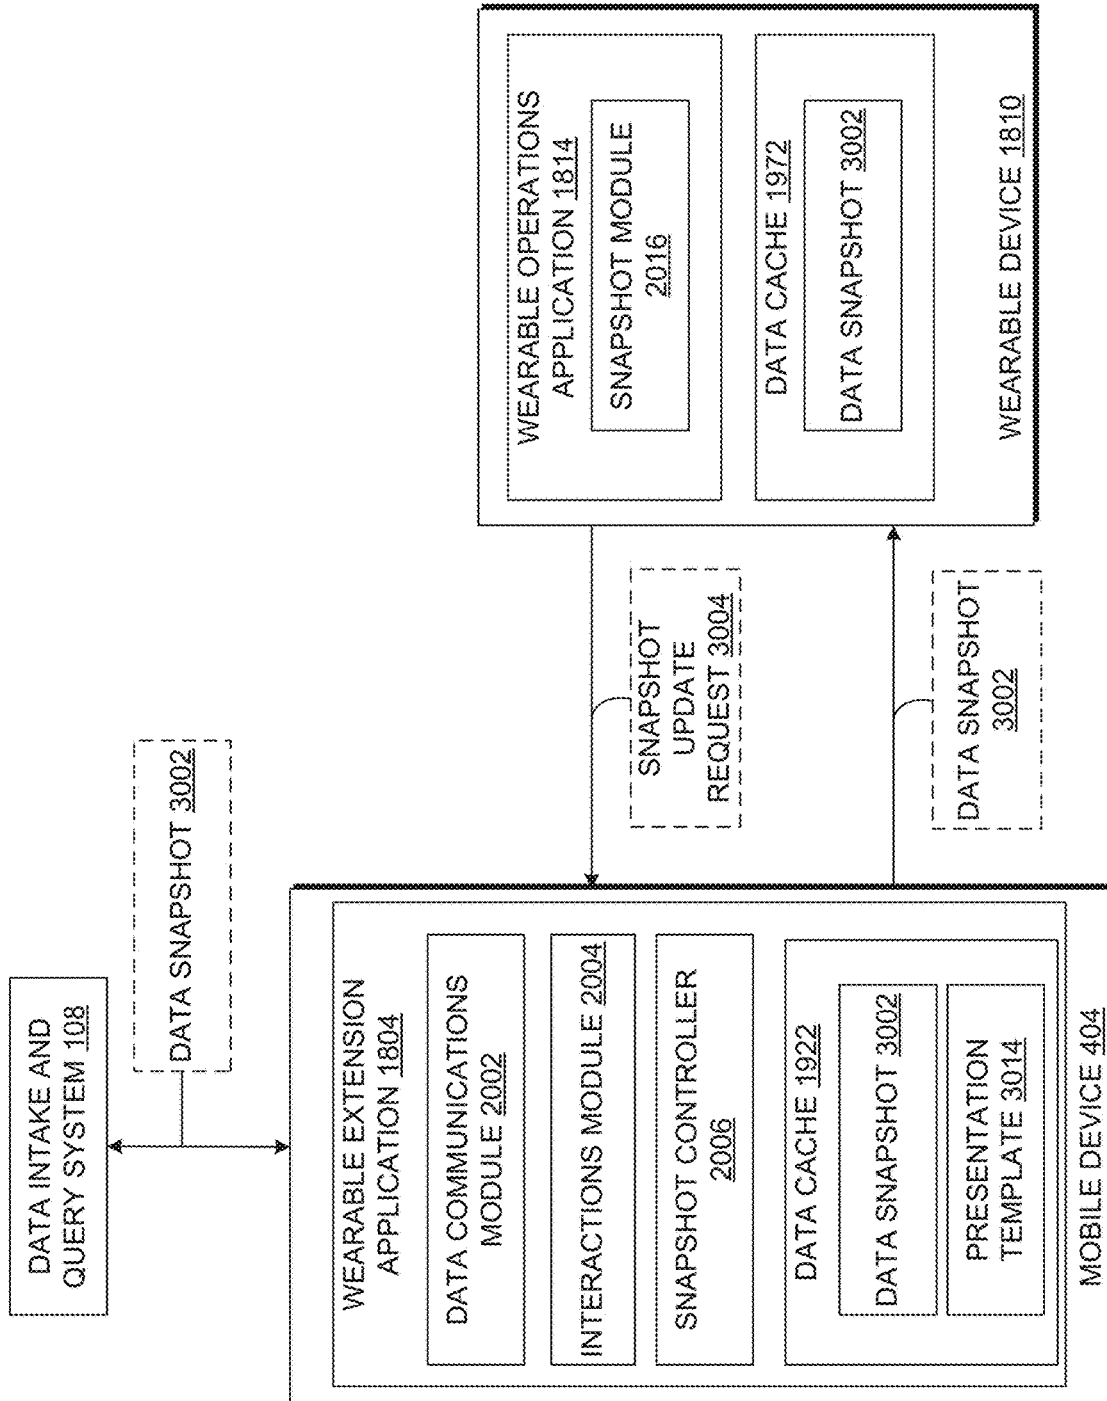 DATA INTAKE AND
QUERY SYSTEM 108
DATA SNAPSHOT 3002
WEARABLE EXTENSION
APPLICATION 1804
DATA COMMUNICATIONS
MODULE 2002
INTERACTIONS MODULE 2004
SNAPSHOT CONTROLLER
2006
DATA CACHE 1922
DATA SNAPSHOT 3002
PRESENTATION
TEMPLATE 3014
MOBILE DEVICE 404
SNAPSHOT
UPDATE
REQUEST 3004
DATA SNAPSHOT
3002
WEARABLE OPERATIONS
APPLICATION 1814
SNAPSHOT MODULE
2016
DATA CACHE 1972
DATA SNAPSHOT 3002
WEARABLE DEVICE 1810